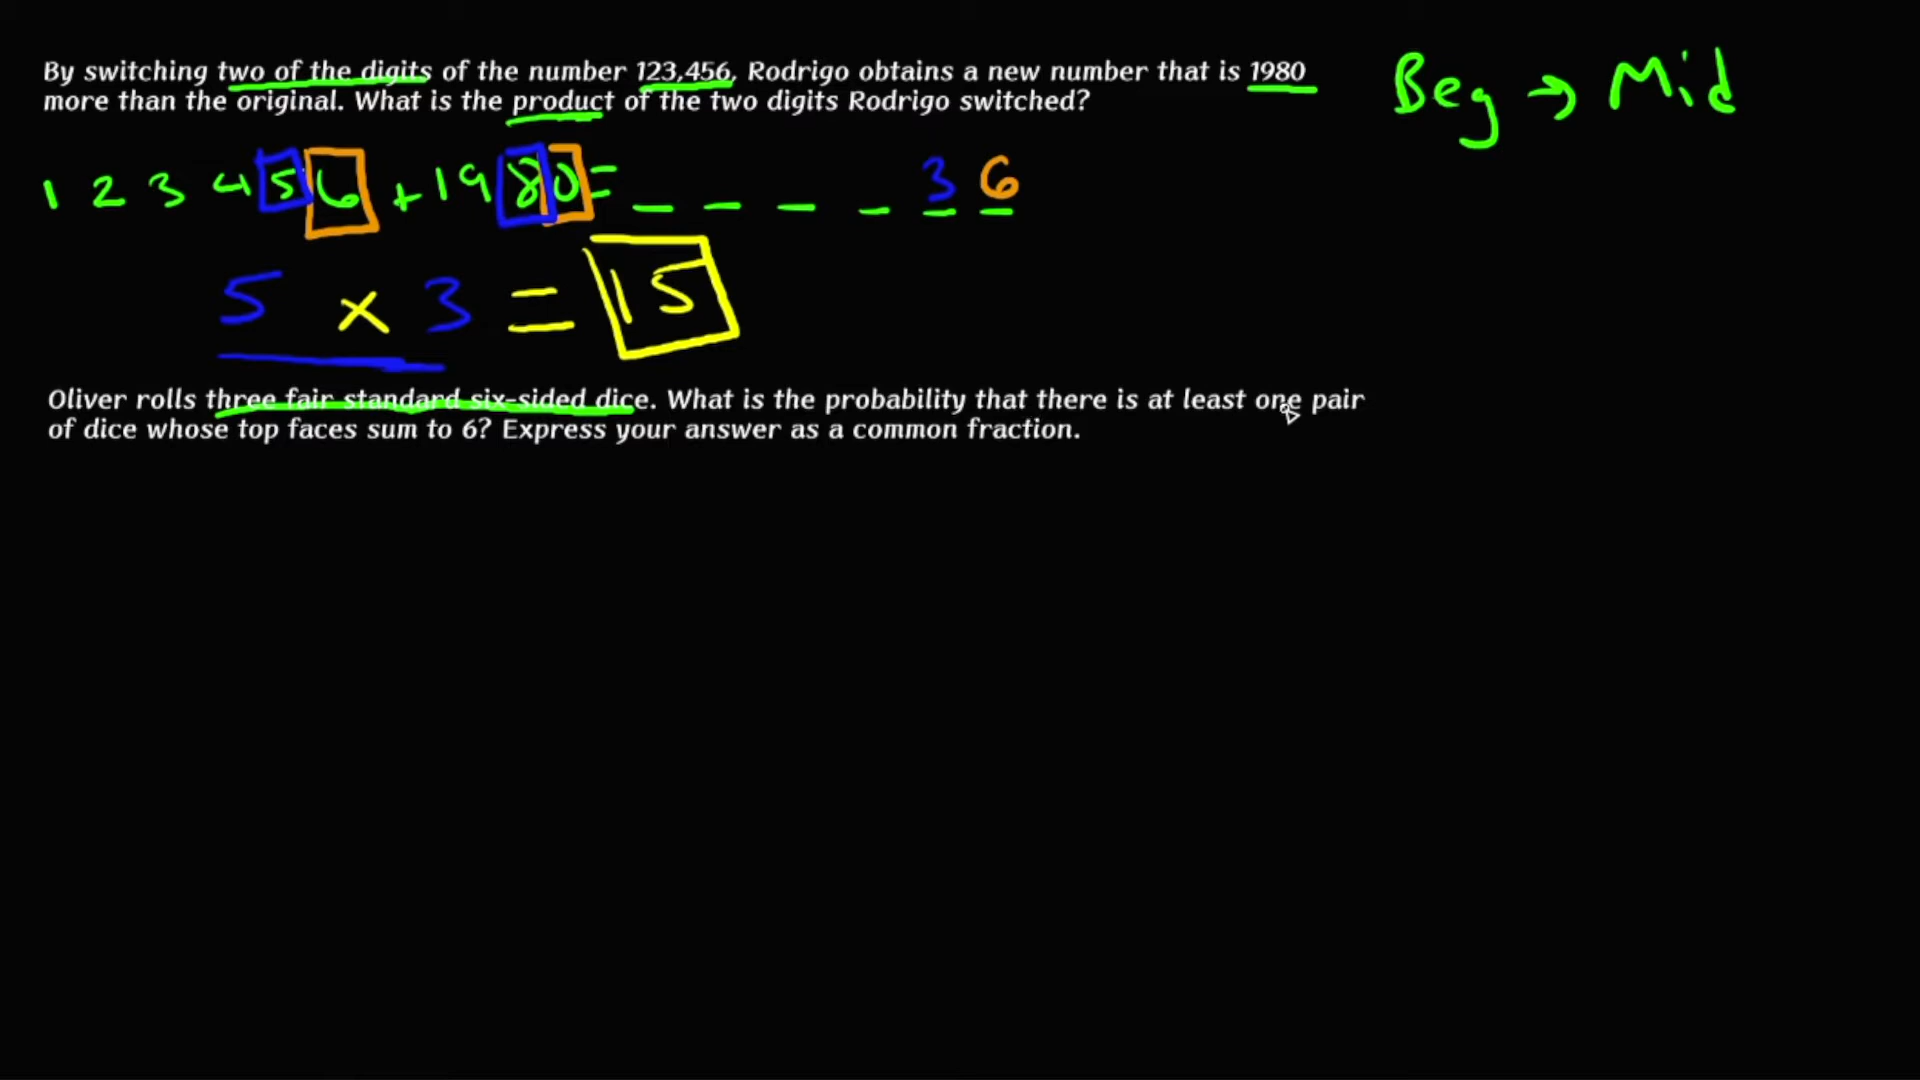 By switching two of the digits of the number 123,456, Rodrigo obtains a new number that is 1980
more than the original. What is the product of the two digits Rodrigo switched?
Beg → Mid
1 2 3 4 5 6 + 1980 = _ _ _ _ 3 6
5 × 3 = 15
Oliver rolls three fair standard six-sided dice. What is the probability that there is at least one pair
of dice whose top faces sum to 6? Express your answer as a common fraction.